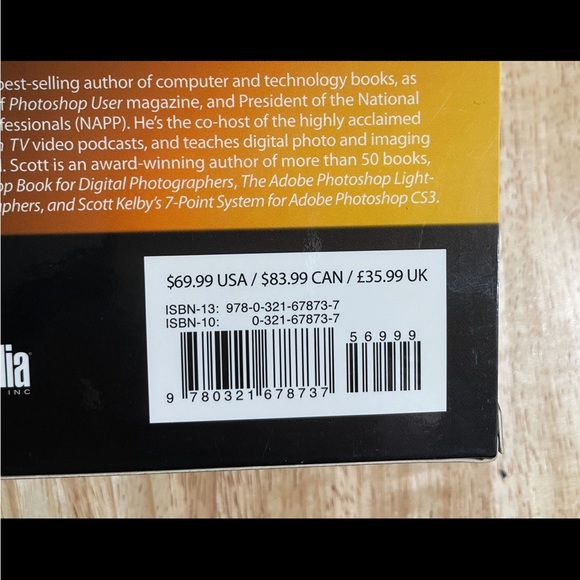 best-selling author of computer and technology books, as
f Photoshop User magazine, and President of the National
fessionals (NAPP). He's the co-host of the highly acclaimed
TV video podcasts, and teaches digital photo and imaging
. Scott is an award-winning author of more than 50 books,
op Book for Digital Photographers, The Adobe Photoshop Light-
aphers, and Scott Kelby's 7-Point System for Adobe Photoshop CS3.
$69.99 USA / $83.99 CAN / £35.99 UK
ISBN-13: 978-0-321-67873-7
ISBN-10: 0-321-67873-7
56999
9 780321 678737
dia
INC